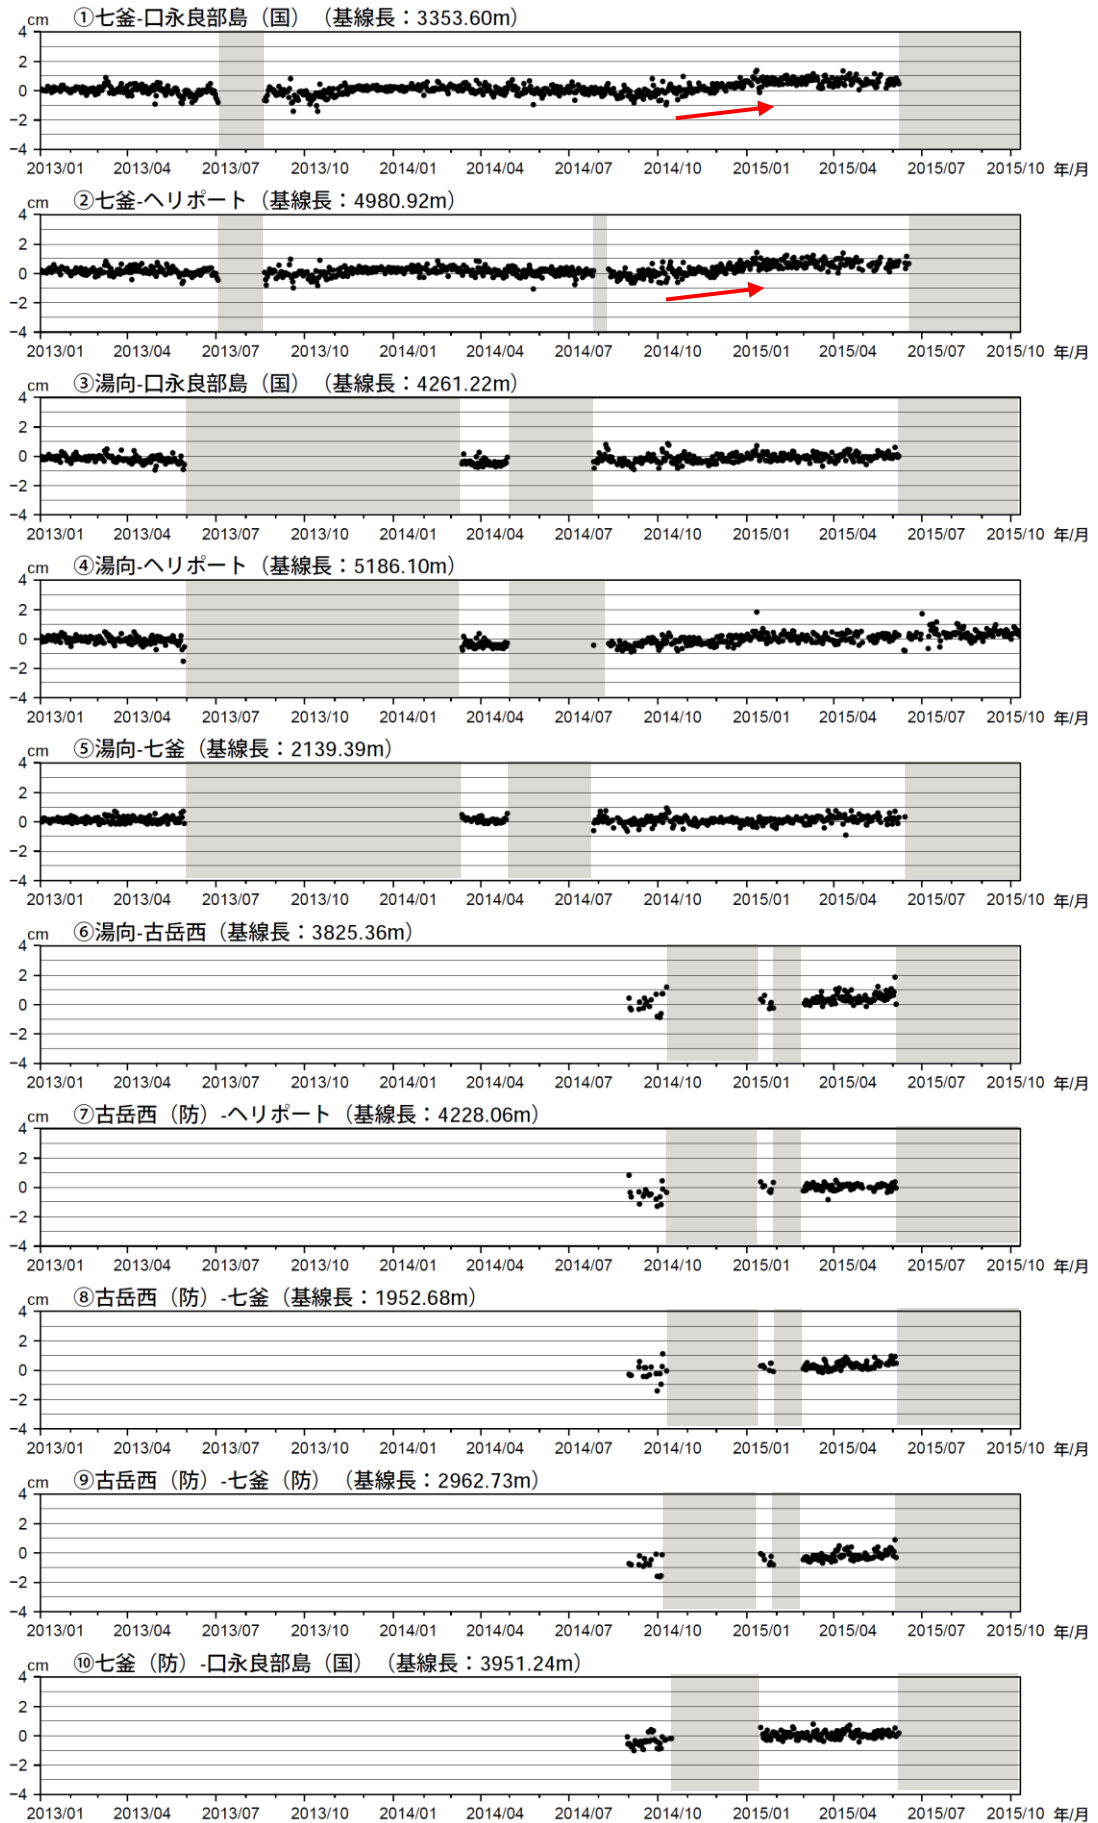 cm ①七釜-口永良部島（国）（基線長：3353.60m）
4
2
0
−2
−4
2013/01 2013/04 2013/07 2013/10 2014/01 2014/04 2014/07 2014/10 2015/01 2015/04 2015/07 2015/10 年/月
cm ②七釜-ヘリポート（基線長：4980.92m）
4
2
0
−2
−4
2013/01 2013/04 2013/07 2013/10 2014/01 2014/04 2014/07 2014/10 2015/01 2015/04 2015/07 2015/10 年/月
cm ③湯向-口永良部島（国）（基線長：4261.22m）
4
2
0
−2
−4
2013/01 2013/04 2013/07 2013/10 2014/01 2014/04 2014/07 2014/10 2015/01 2015/04 2015/07 2015/10 年/月
cm ④湯向-ヘリポート（基線長：5186.10m）
4
2
0
−2
−4
2013/01 2013/04 2013/07 2013/10 2014/01 2014/04 2014/07 2014/10 2015/01 2015/04 2015/07 2015/10 年/月
cm ⑤湯向-七釜（基線長：2139.39m）
4
2
0
−2
−4
2013/01 2013/04 2013/07 2013/10 2014/01 2014/04 2014/07 2014/10 2015/01 2015/04 2015/07 2015/10 年/月
cm ⑥湯向-古岳西（基線長：3825.36m）
4
2
0
−2
−4
2013/01 2013/04 2013/07 2013/10 2014/01 2014/04 2014/07 2014/10 2015/01 2015/04 2015/07 2015/10 年/月
cm ⑦古岳西（防）-ヘリポート（基線長：4228.06m）
4
2
0
−2
−4
2013/01 2013/04 2013/07 2013/10 2014/01 2014/04 2014/07 2014/10 2015/01 2015/04 2015/07 2015/10 年/月
cm ⑧古岳西（防）-七釜（基線長：1952.68m）
4
2
0
−2
−4
2013/01 2013/04 2013/07 2013/10 2014/01 2014/04 2014/07 2014/10 2015/01 2015/04 2015/07 2015/10 年/月
cm ⑨古岳西（防）-七釜（防）（基線長：2962.73m）
4
2
0
−2
−4
2013/01 2013/04 2013/07 2013/10 2014/01 2014/04 2014/07 2014/10 2015/01 2015/04 2015/07 2015/10 年/月
cm ⑩七釜（防）-口永良部島（国）（基線長：3951.24m）
4
2
0
−2
−4
2013/01 2013/04 2013/07 2013/10 2014/01 2014/04 2014/07 2014/10 2015/01 2015/04 2015/07 2015/10 年/月